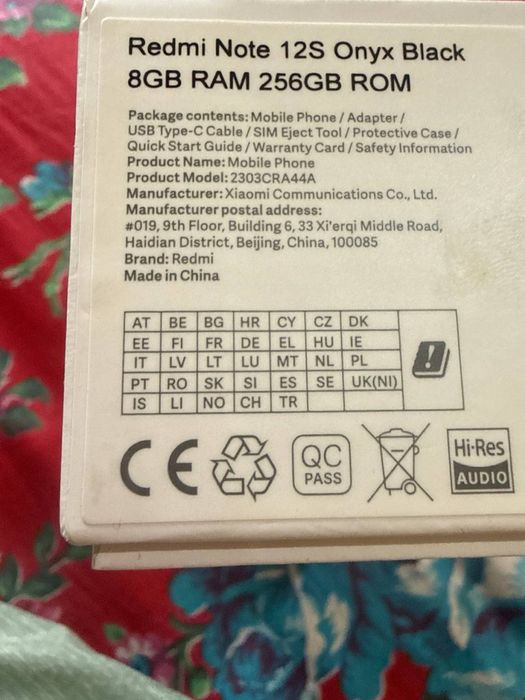 Redmi Note 12S Onyx Black
8GB RAM 256GB ROM
Package contents: Mobile Phone / Adapter /
USB Type-C Cable / SIM Eject Tool / Protective Case /
Quick Start Guide / Warranty Card / Safety Information
Product Name: Mobile Phone
Product Model: 2303CRA44A
Manufacturer: Xiaomi Communications Co., Ltd.
Manufacturer postal address:
#019, 9th Floor, Building 6, 33 Xi'erqi Middle Road,
Haidian District, Beijing, China, 100085
Brand: Redmi
Made in China
AT BE BG HR CY CZ DK
EE FI FR DE EL HU IE
IT LV LT LU MT NL PL
PT RO SK SI ES SE UK(NI)
IS LI NO CH TR
!
CE
QC
PASS
Hi-Res
AUDIO